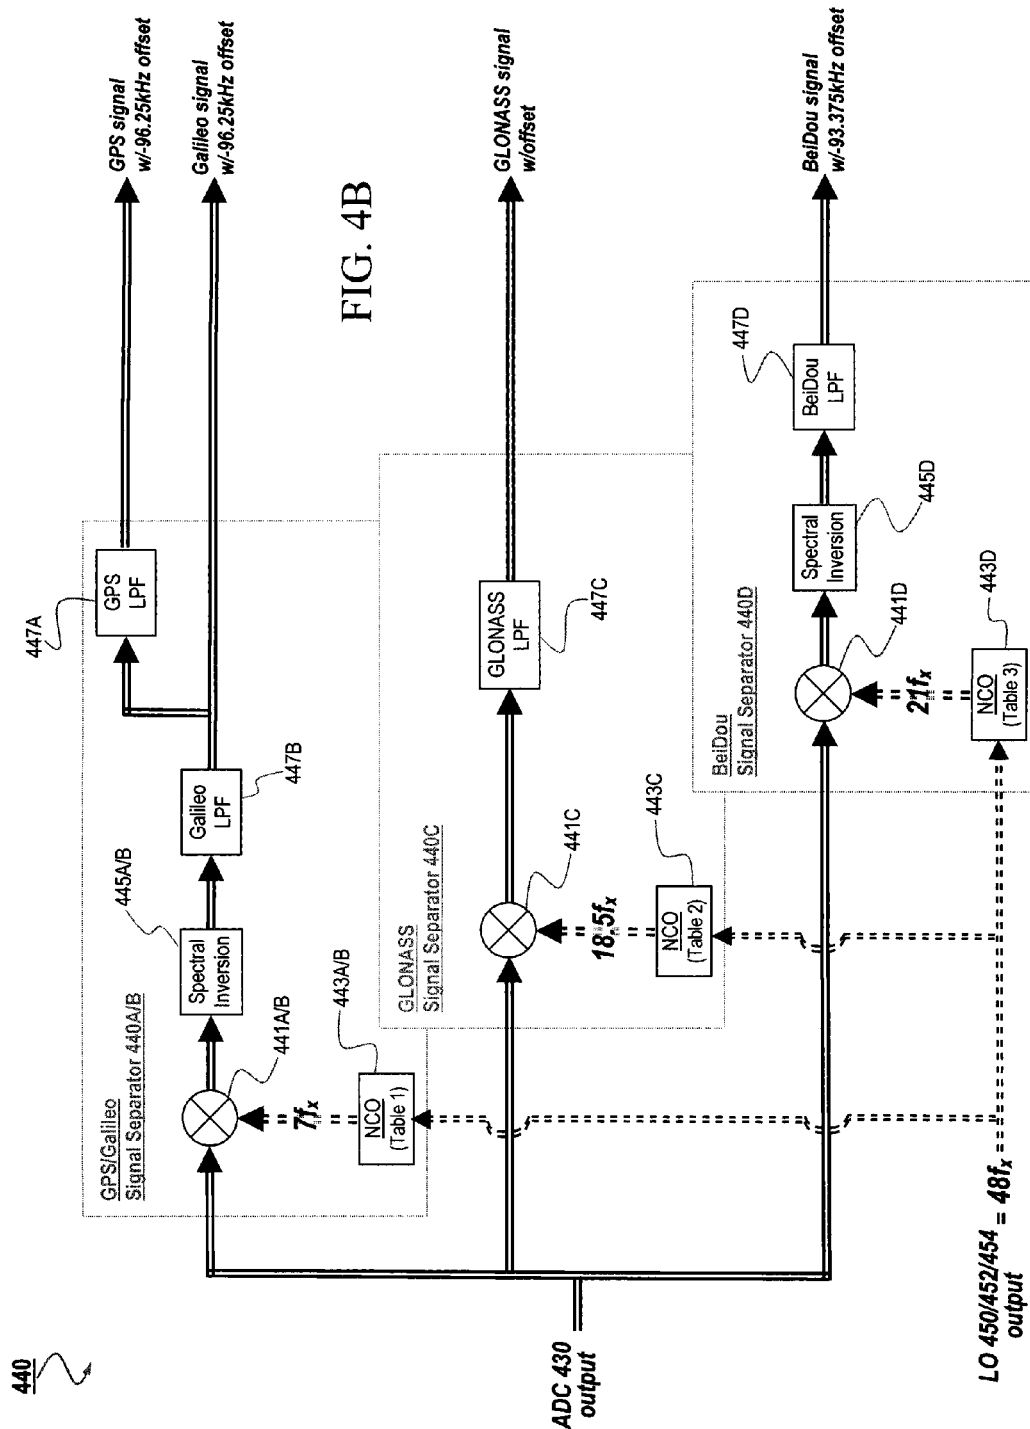 440
GPS signal
w/-96.25kHz offset
Galileo signal
w/-96.25kHz offset
GLONASS signal
w/offset
BeiDou signal
w/-93.375kHz offset
FIG. 4B
GPS/Galileo
Signal Separator 440A/B
441A/B
Spectral
Inversion
445A/B
Galileo
LPF
447B
GPS
LPF
447A
7fx
NCO
(Table 1)
443A/B
GLONASS
Signal Separator 440C
441C
GLONASS
LPF
447C
18.5fx
NCO
(Table 2)
443C
BeiDou
Signal Separator 440D
441D
Spectral
Inversion
445D
BeiDou
LPF
447D
21fx
NCO
(Table 3)
443D
ADC 430
output
LO 450/452/454
output
= 48fx